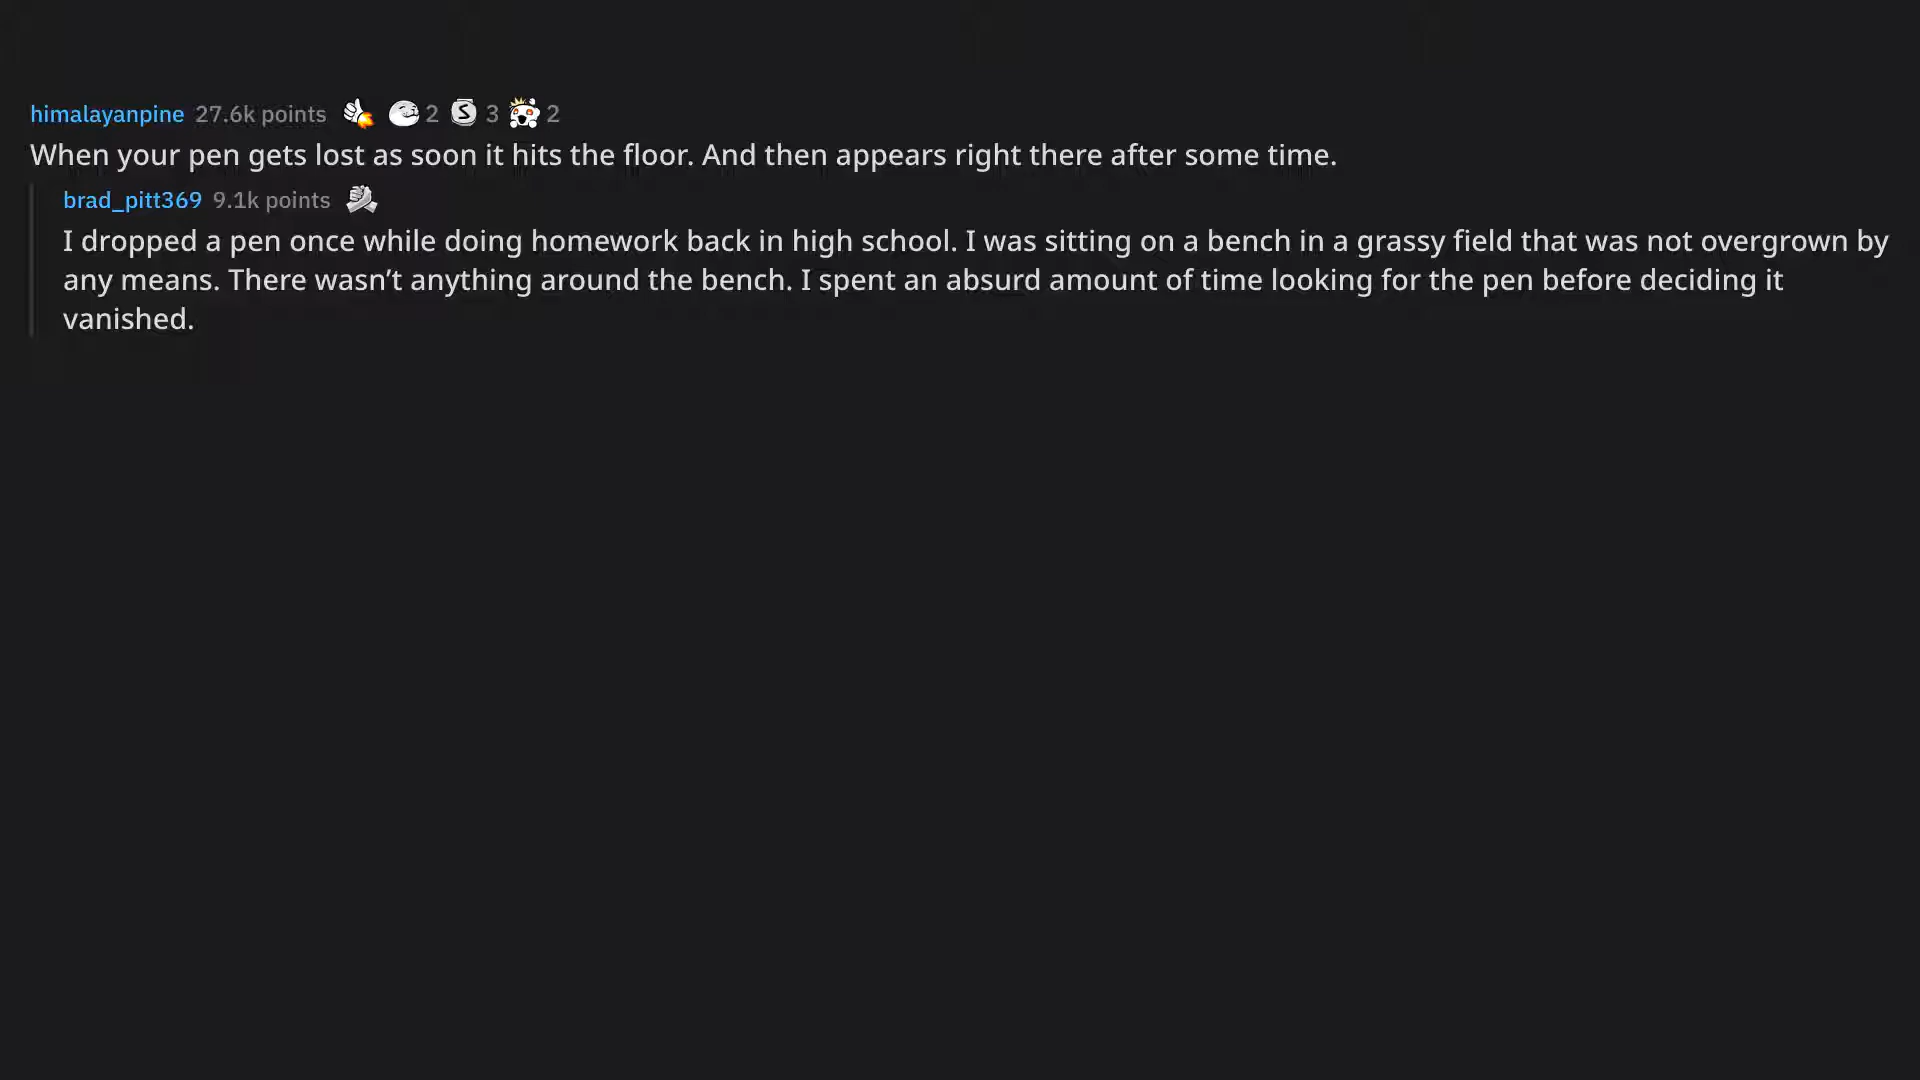 himalayanpine 27.6k points 2 3 2
When your pen gets lost as soon it hits the floor. And then appears right there after some time.
brad_pitt369 9.1k points
I dropped a pen once while doing homework back in high school. I was sitting on a bench in a grassy field that was not overgrown by
any means. There wasn’t anything around the bench. I spent an absurd amount of time looking for the pen before deciding it
vanished.